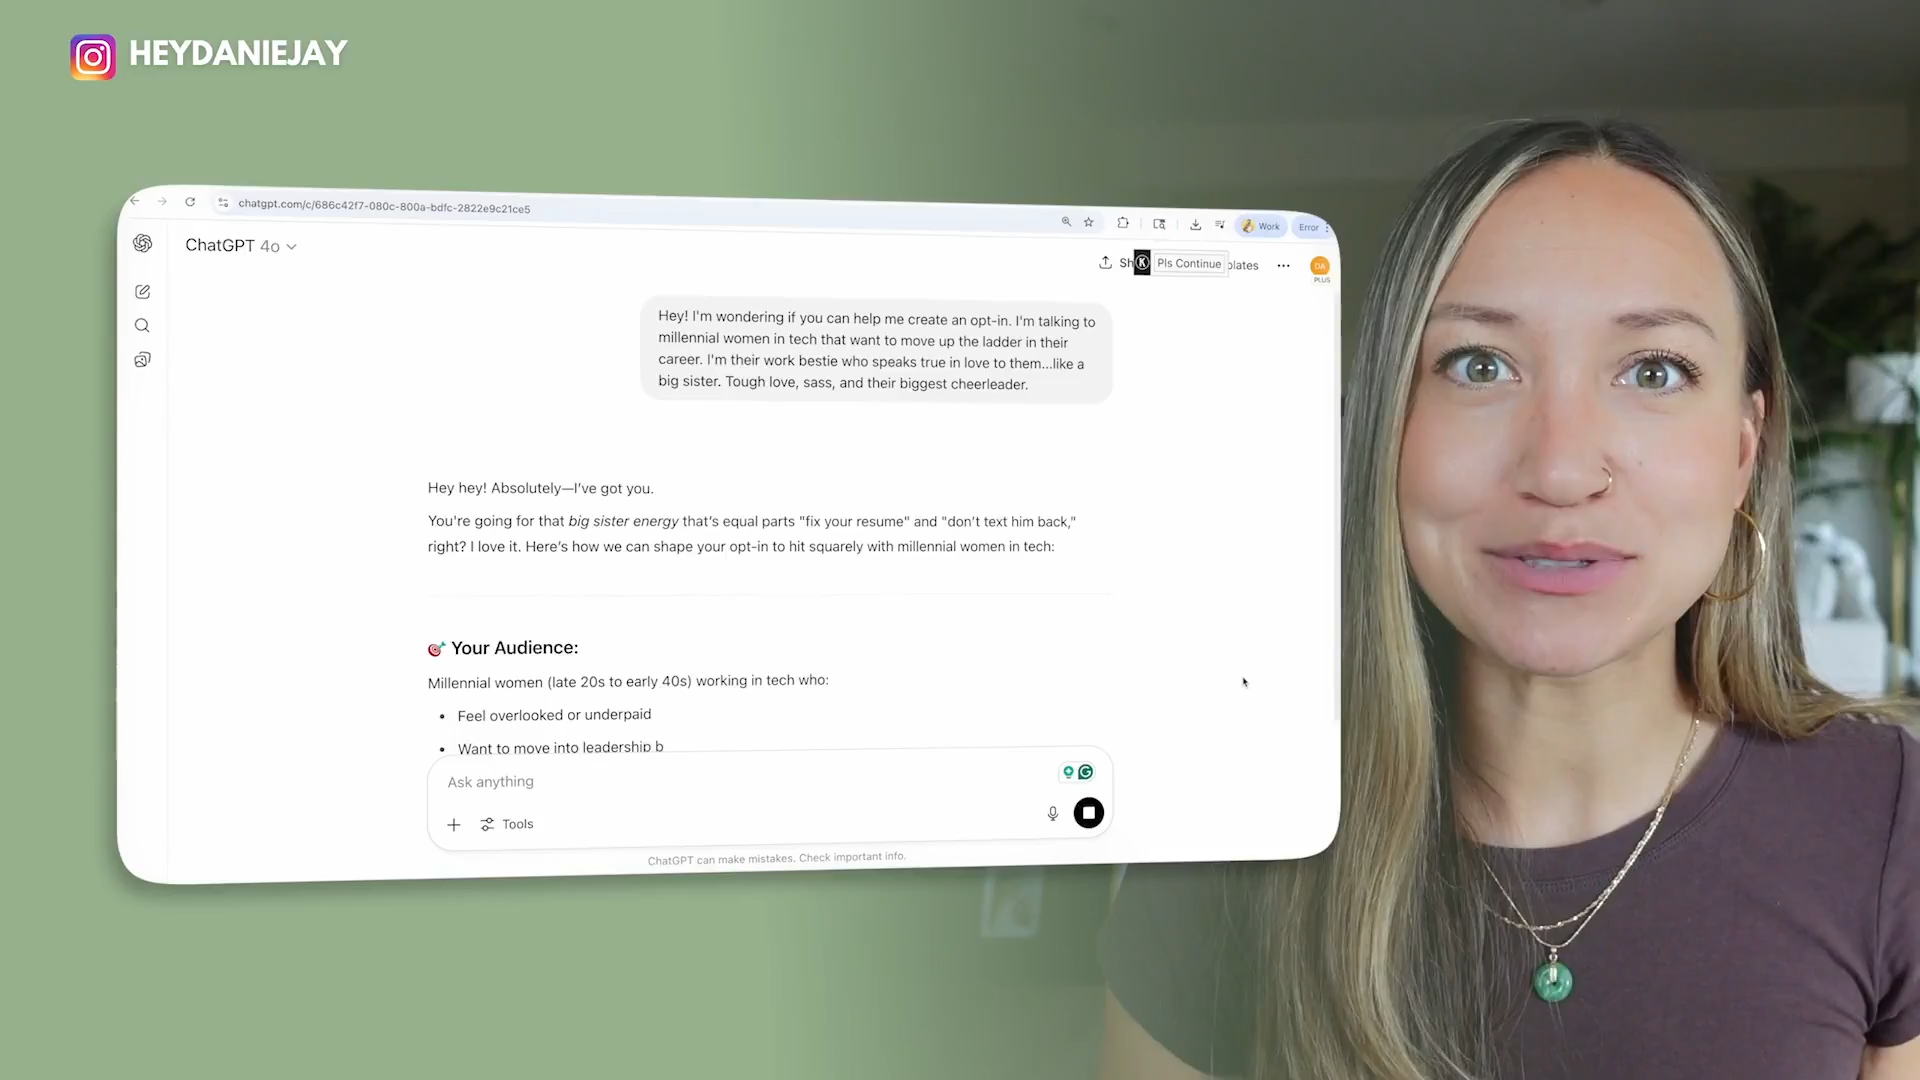 HEYDANIEJAY
chatgpt.com/c/686c42f7-080c-800a-bdfc-2822e9c21ce5
Work
Error
ChatGPT 4o
Sh
K
Pls Continue
plates
DA
PLUS
Hey! I'm wondering if you can help me create an opt-in. I'm talking to
millennial women in tech that want to move up the ladder in their
career. I'm their work bestie who speaks true in love to them...like a
big sister. Tough love, sass, and their biggest cheerleader.
Hey hey! Absolutely—I've got you.
You're going for that big sister energy that's equal parts "fix your resume" and "don't text him back,"
right? I love it. Here's how we can shape your opt-in to hit squarely with millennial women in tech:
Your Audience:
Millennial women (late 20s to early 40s) working in tech who:
• Feel overlooked or underpaid
• Want to move into leadership b
Ask anything
Tools
ChatGPT can make mistakes. Check important info.